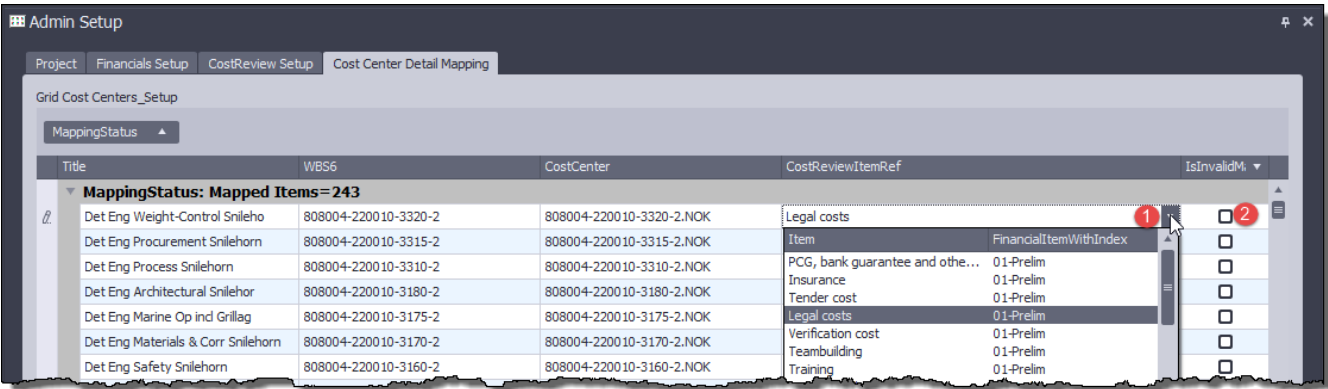 Admin Setup
Project Financials Setup CostReview Setup Cost Center Detail Mapping
Grid Cost Centers_Setup
MappingStatus
Title WBS6 CostCenter CostReviewItemRef IsInvalidMa
MappingStatus: Mapped Items=243
Det Eng Weight-Control Snileho 808004-220010-3320-2 808004-220010-3320-2.NOK Legal costs 1 2
Det Eng Procurement Snilehorn 808004-220010-3315-2 808004-220010-3315-2.NOK Item FinancialItemWithIndex
Det Eng Process Snilehorn 808004-220010-3310-2 808004-220010-3310-2.NOK PCG, bank guarantee and othe... 01-Prelim
Insurance 01-Prelim
Det Eng Architectural Snilehor 808004-220010-3180-2 808004-220010-3180-2.NOK Tender cost 01-Prelim
Det Eng Marine Op incl Grillag 808004-220010-3175-2 808004-220010-3175-2.NOK Legal costs 01-Prelim
Det Eng Materials & Corr Snilehorn 808004-220010-3170-2 808004-220010-3170-2.NOK Verification cost 01-Prelim
Teambuilding 01-Prelim
Det Eng Safety Snilehorn 808004-220010-3160-2 808004-220010-3160-2.NOK Training 01-Prelim